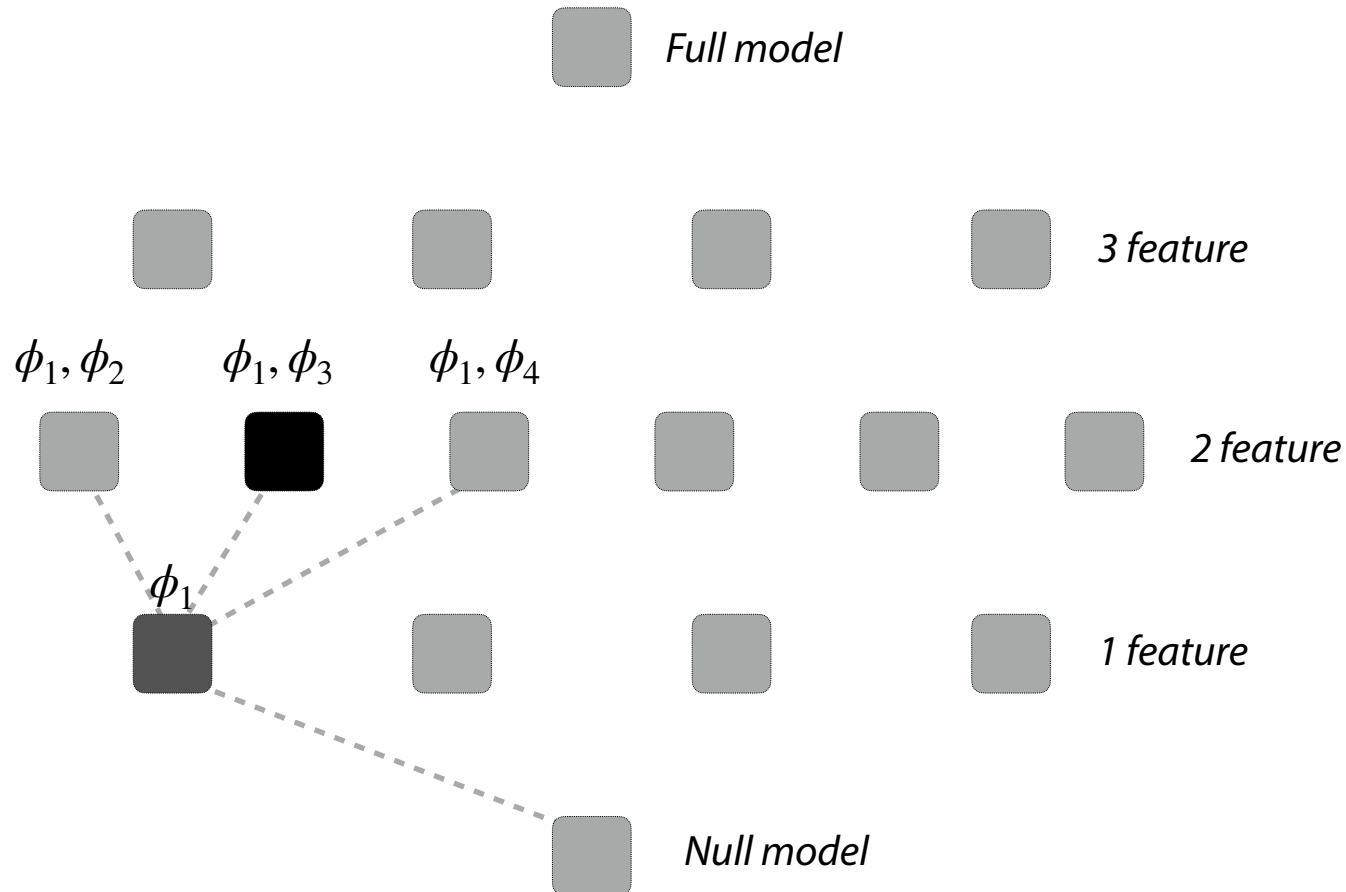 Full model
3 feature
ϕ₁, ϕ₂
ϕ₁, ϕ₃
ϕ₁, ϕ₄
2 feature
ϕ₁
1 feature
Null model